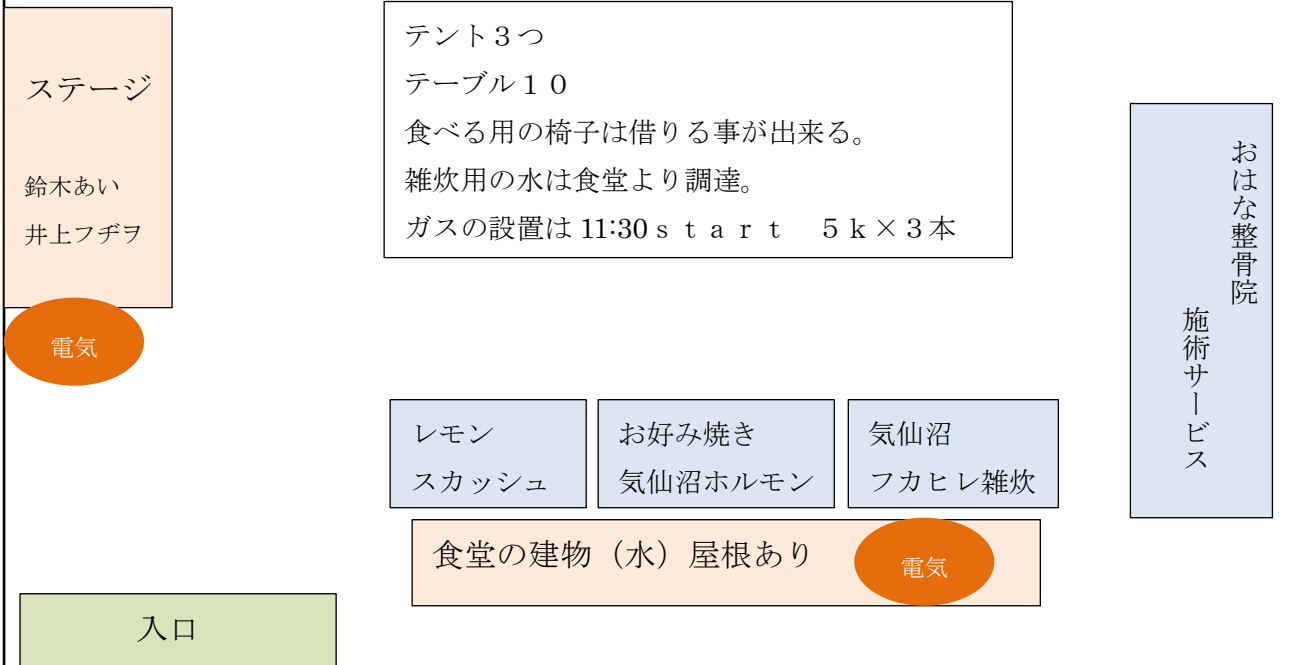 ステージ
鈴木あい
井上フヂヲ
電気
テント３つ
テーブル１０
食べる用の椅子は借りる事が出来る。
雑炊用の水は食堂より調達。
ガスの設置は 11:30 ｓｔａｒｔ　５ｋ×３本
おはな整骨院
施術サービス
レモン
スカッシュ
お好み焼き
気仙沼ホルモン
気仙沼
フカヒレ雑炊
食堂の建物（水）屋根あり
電気
入口